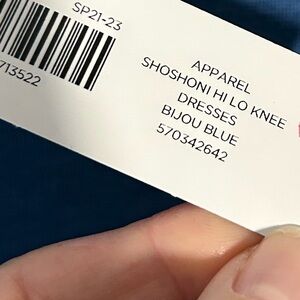 SP21-23
713522
APPAREL
SHOSHONI HI LO KNEE
DRESSES
BIJOU BLUE
570342642